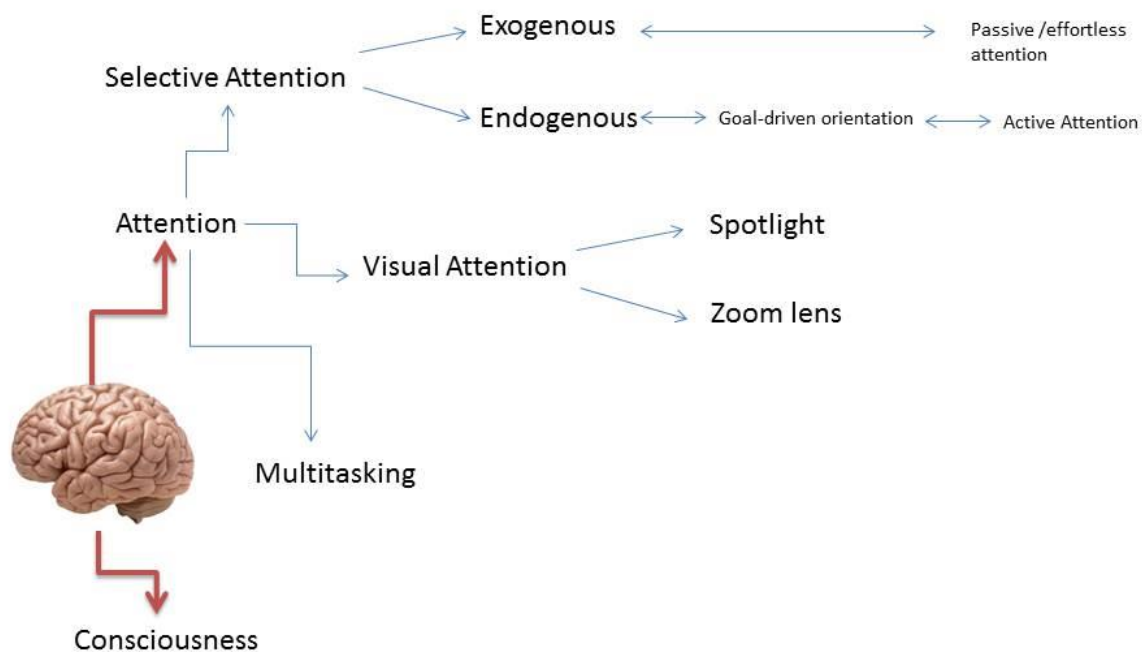 Exogenous
Passive /effortless
attention
Selective Attention
Endogenous
Goal-driven orientation
Active Attention
Attention
Spotlight
Visual Attention
Zoom lens
Multitasking
Consciousness